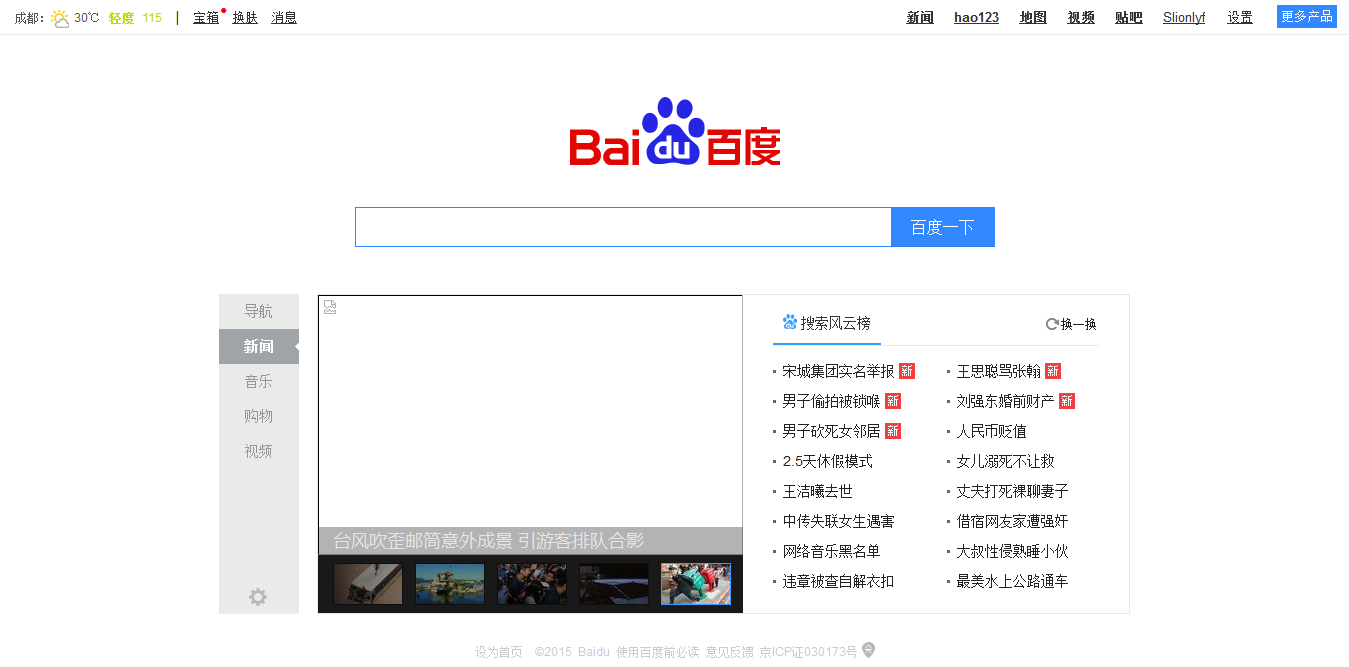 成都: 30℃ 轻度 115 | 宝箱 换肤 消息 新闻 hao123 地图 视频 贴吧 Slionlyf 设置 更多产品
Bai du 百度
百度一下
导航
新闻
音乐
购物
视频
台风吹歪邮筒意外成景 引游客排队合影
搜索风云榜 换一换
宋城集团实名举报 新 王思聪骂张翰 新
男子偷拍被锁喉 新 刘强东婚前财产 新
男子砍死女邻居 新 人民币贬值
2.5天休假模式 女儿溺死不让救
王洁曦去世 丈夫打死裸聊妻子
中传失联女生遇害 借宿网友家遭强奸
网络音乐黑名单 大叔性侵熟睡小伙
违章被查自解衣扣 最美水上公路通车
设为首页 ©2015 Baidu 使用百度前必读 意见反馈 京ICP证030173号